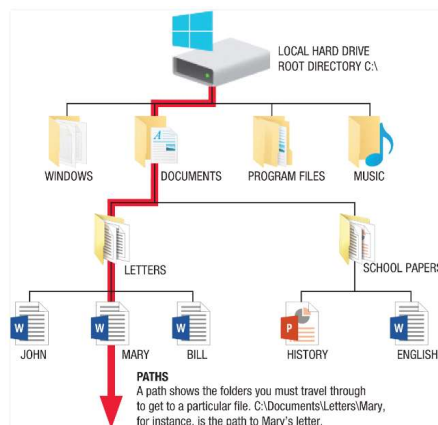 LOCAL HARD DRIVE
ROOT DIRECTORY C:\
WINDOWS
DOCUMENTS
PROGRAM FILES
MUSIC
LETTERS
SCHOOL PAPERS
W
W
W
P
W
JOHN
MARY
BILL
HISTORY
ENGLISH
PATHS
A path shows the folders you must travel through
to get to a particular file. C:\Documents\Letters\Mary,
for instance, is the path to Mary's letter.